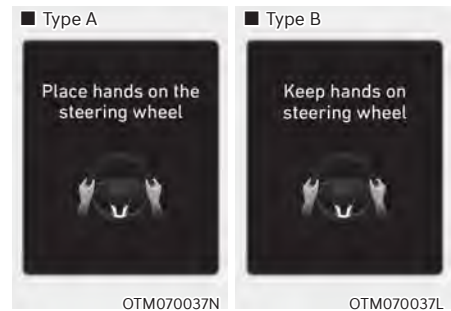 ■ Type A
Place hands on the
steering wheel
OTM070037N
■ Type B
Keep hands on
steering wheel
OTM070037L